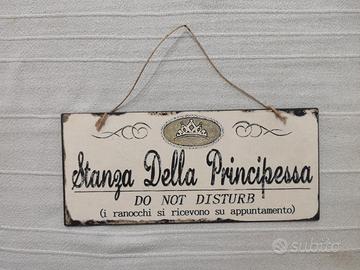 Stanza Della Principessa
DO NOT DISTURB
(i ranocchi si ricevono su appuntamento)
subito